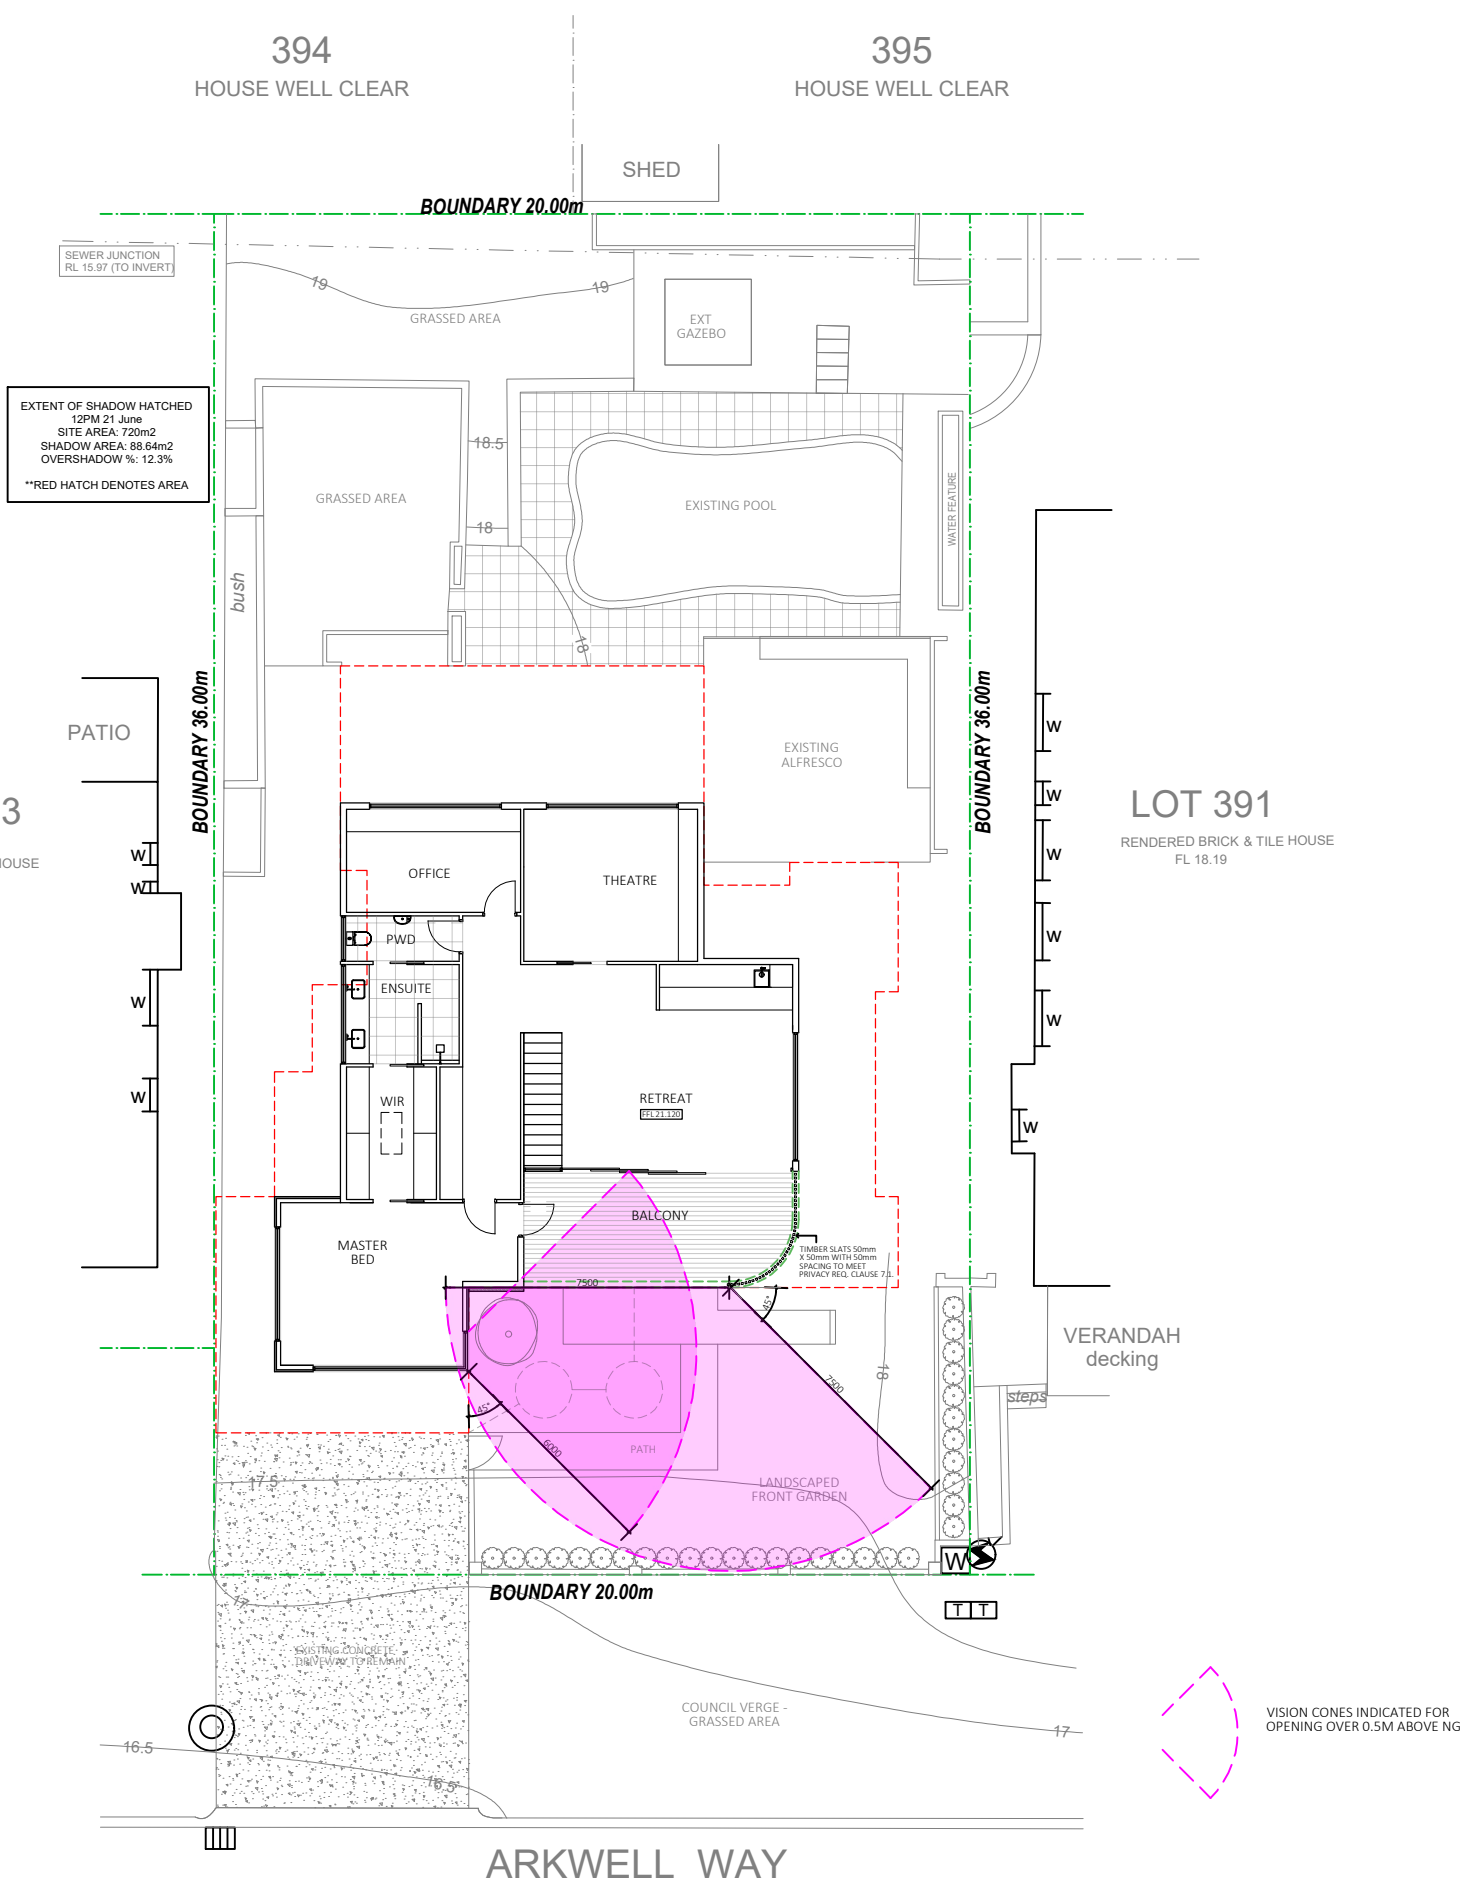 394
HOUSE WELL CLEAR
395
HOUSE WELL CLEAR
SHED
BOUNDARY 20.00m
SEWER JUNCTION
RL 15.97 (TO INVERT)
19
19
GRASSED AREA
EXT
GAZEBO
EXTENT OF SHADOW HATCHED
12PM 21 June
SITE AREA: 720m2
SHADOW AREA: 88.64m2
OVERSHADOW %: 12.3%
**RED HATCH DENOTES AREA
18.5
GRASSED AREA
18
EXISTING POOL
WATER FEATURE
bush
18
BOUNDARY 36.00m
BOUNDARY 36.00m
PATIO
EXISTING
ALFRESCO
W
W
W
W
W
3
HOUSE
LOT 391
RENDERED BRICK & TILE HOUSE
FL 18.19
W
W
W
W
W
OFFICE
THEATRE
PWD
ENSUITE
WIR
RETREAT
FFL21.120
BALCONY
MASTER
BED
TIMBER SLATS 50mm
X 50mm WITH 50mm
SPACING TO MEET
PRIVACY REQ. CLAUSE 7.1.
7500
45°
7500
18
VERANDAH
decking
steps
45°
6000
PATH
LANDSCAPED
FRONT GARDEN
17.5
W
BOUNDARY 20.00m
17
T T
EXISTING CONCRETE
DRIVEWAY TO REMAIN
COUNCIL VERGE -
GRASSED AREA
17
16.5
16.5
VISION CONES INDICATED FOR
OPENING OVER 0.5M ABOVE NG
ARKWELL WAY